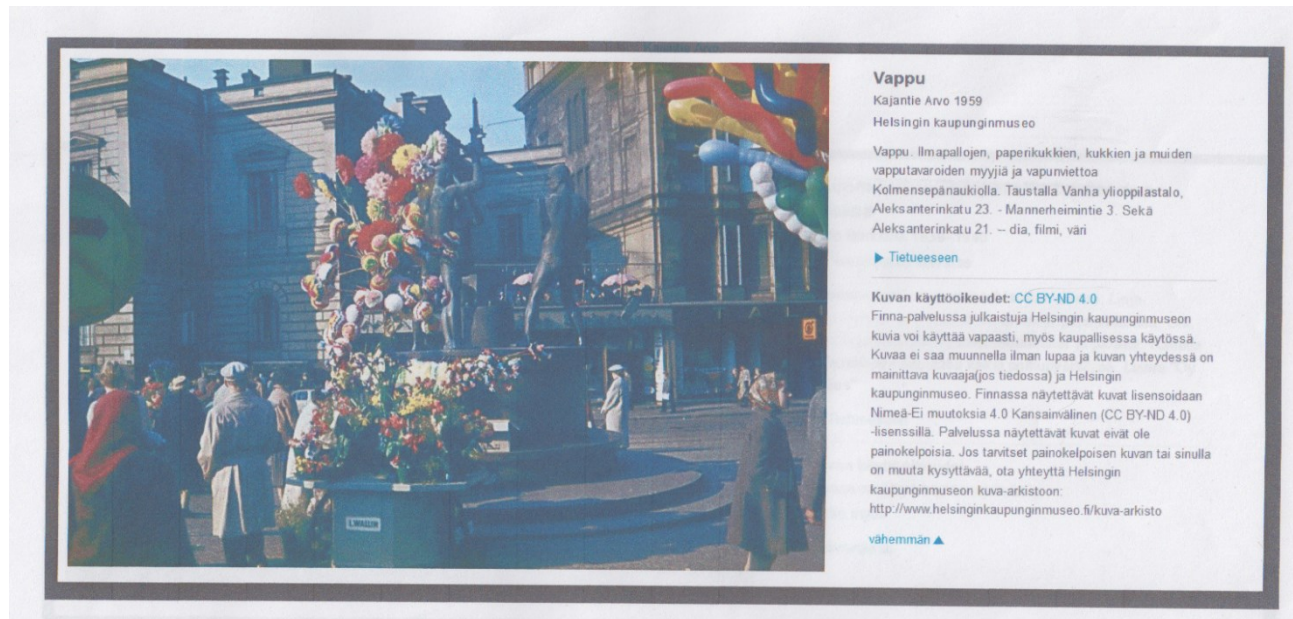 Vappu
Kajantie Arvo 1959
Helsingin kaupunginmuseo
Vappu. Ilmapallojen, paperikukkien, kukkien ja muiden
vapputavaroiden myyjiä ja vapunviettoa
Kolmensepänaukiolla. Taustalla Vanha ylioppilastalo,
Aleksanterinkatu 23. - Mannerheimintie 3. Sekä
Aleksanterinkatu 21. -- dia, filmi, väri
▶ Tietueeseen
Kuvan käyttöoikeudet: CC BY-ND 4.0
Finna-palvelussa julkaistuja Helsingin kaupunginmuseon
kuvia voi käyttää vapaasti, myös kaupallisessa käytössä.
Kuvaa ei saa muunnella ilman lupaa ja kuvan yhteydessä on
mainittava kuvaaja(jos tiedossa) ja Helsingin
kaupunginmuseo. Finnassa näytettävät kuvat lisensoidaan
Nimeä-Ei muutoksia 4.0 Kansainvälinen (CC BY-ND 4.0)
-lisenssillä. Palvelussa näytettävät kuvat eivät ole
painokelpoisia. Jos tarvitset painokelpoisen kuvan tai sinulla
on muuta kysyttävää, ota yhteyttä Helsingin
kaupunginmuseon kuva-arkistoon:
http://www.helsinginkaupunginmuseo.fi/kuva-arkisto
vähemmän ▲
L.WALLIN